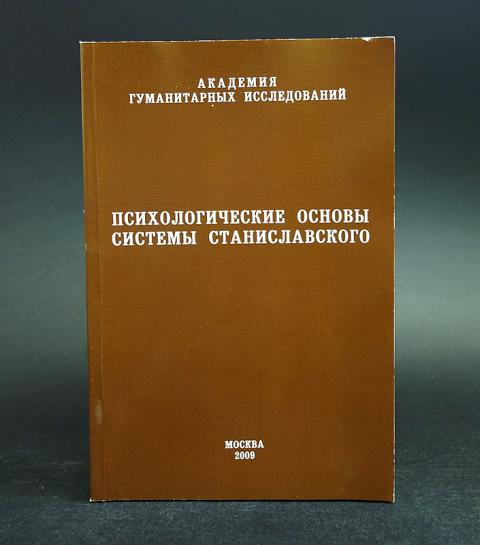 АКАДЕМИЯ
ГУМАНИТАРНЫХ ИССЛЕДОВАНИЙ
ПСИХОЛОГИЧЕСКИЕ ОСНОВЫ
СИСТЕМЫ СТАНИСЛАВСКОГО
МОСКВА
2009